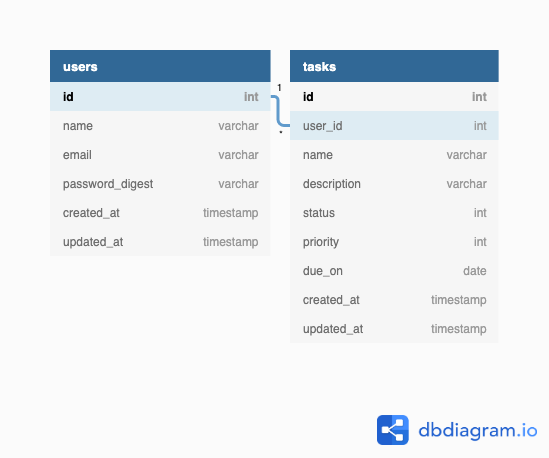 users
id int
name varchar
email varchar
password_digest varchar
created_at timestamp
updated_at timestamp
1
*
tasks
id int
user_id int
name varchar
description varchar
status int
priority int
due_on date
created_at timestamp
updated_at timestamp
dbdiagram.io